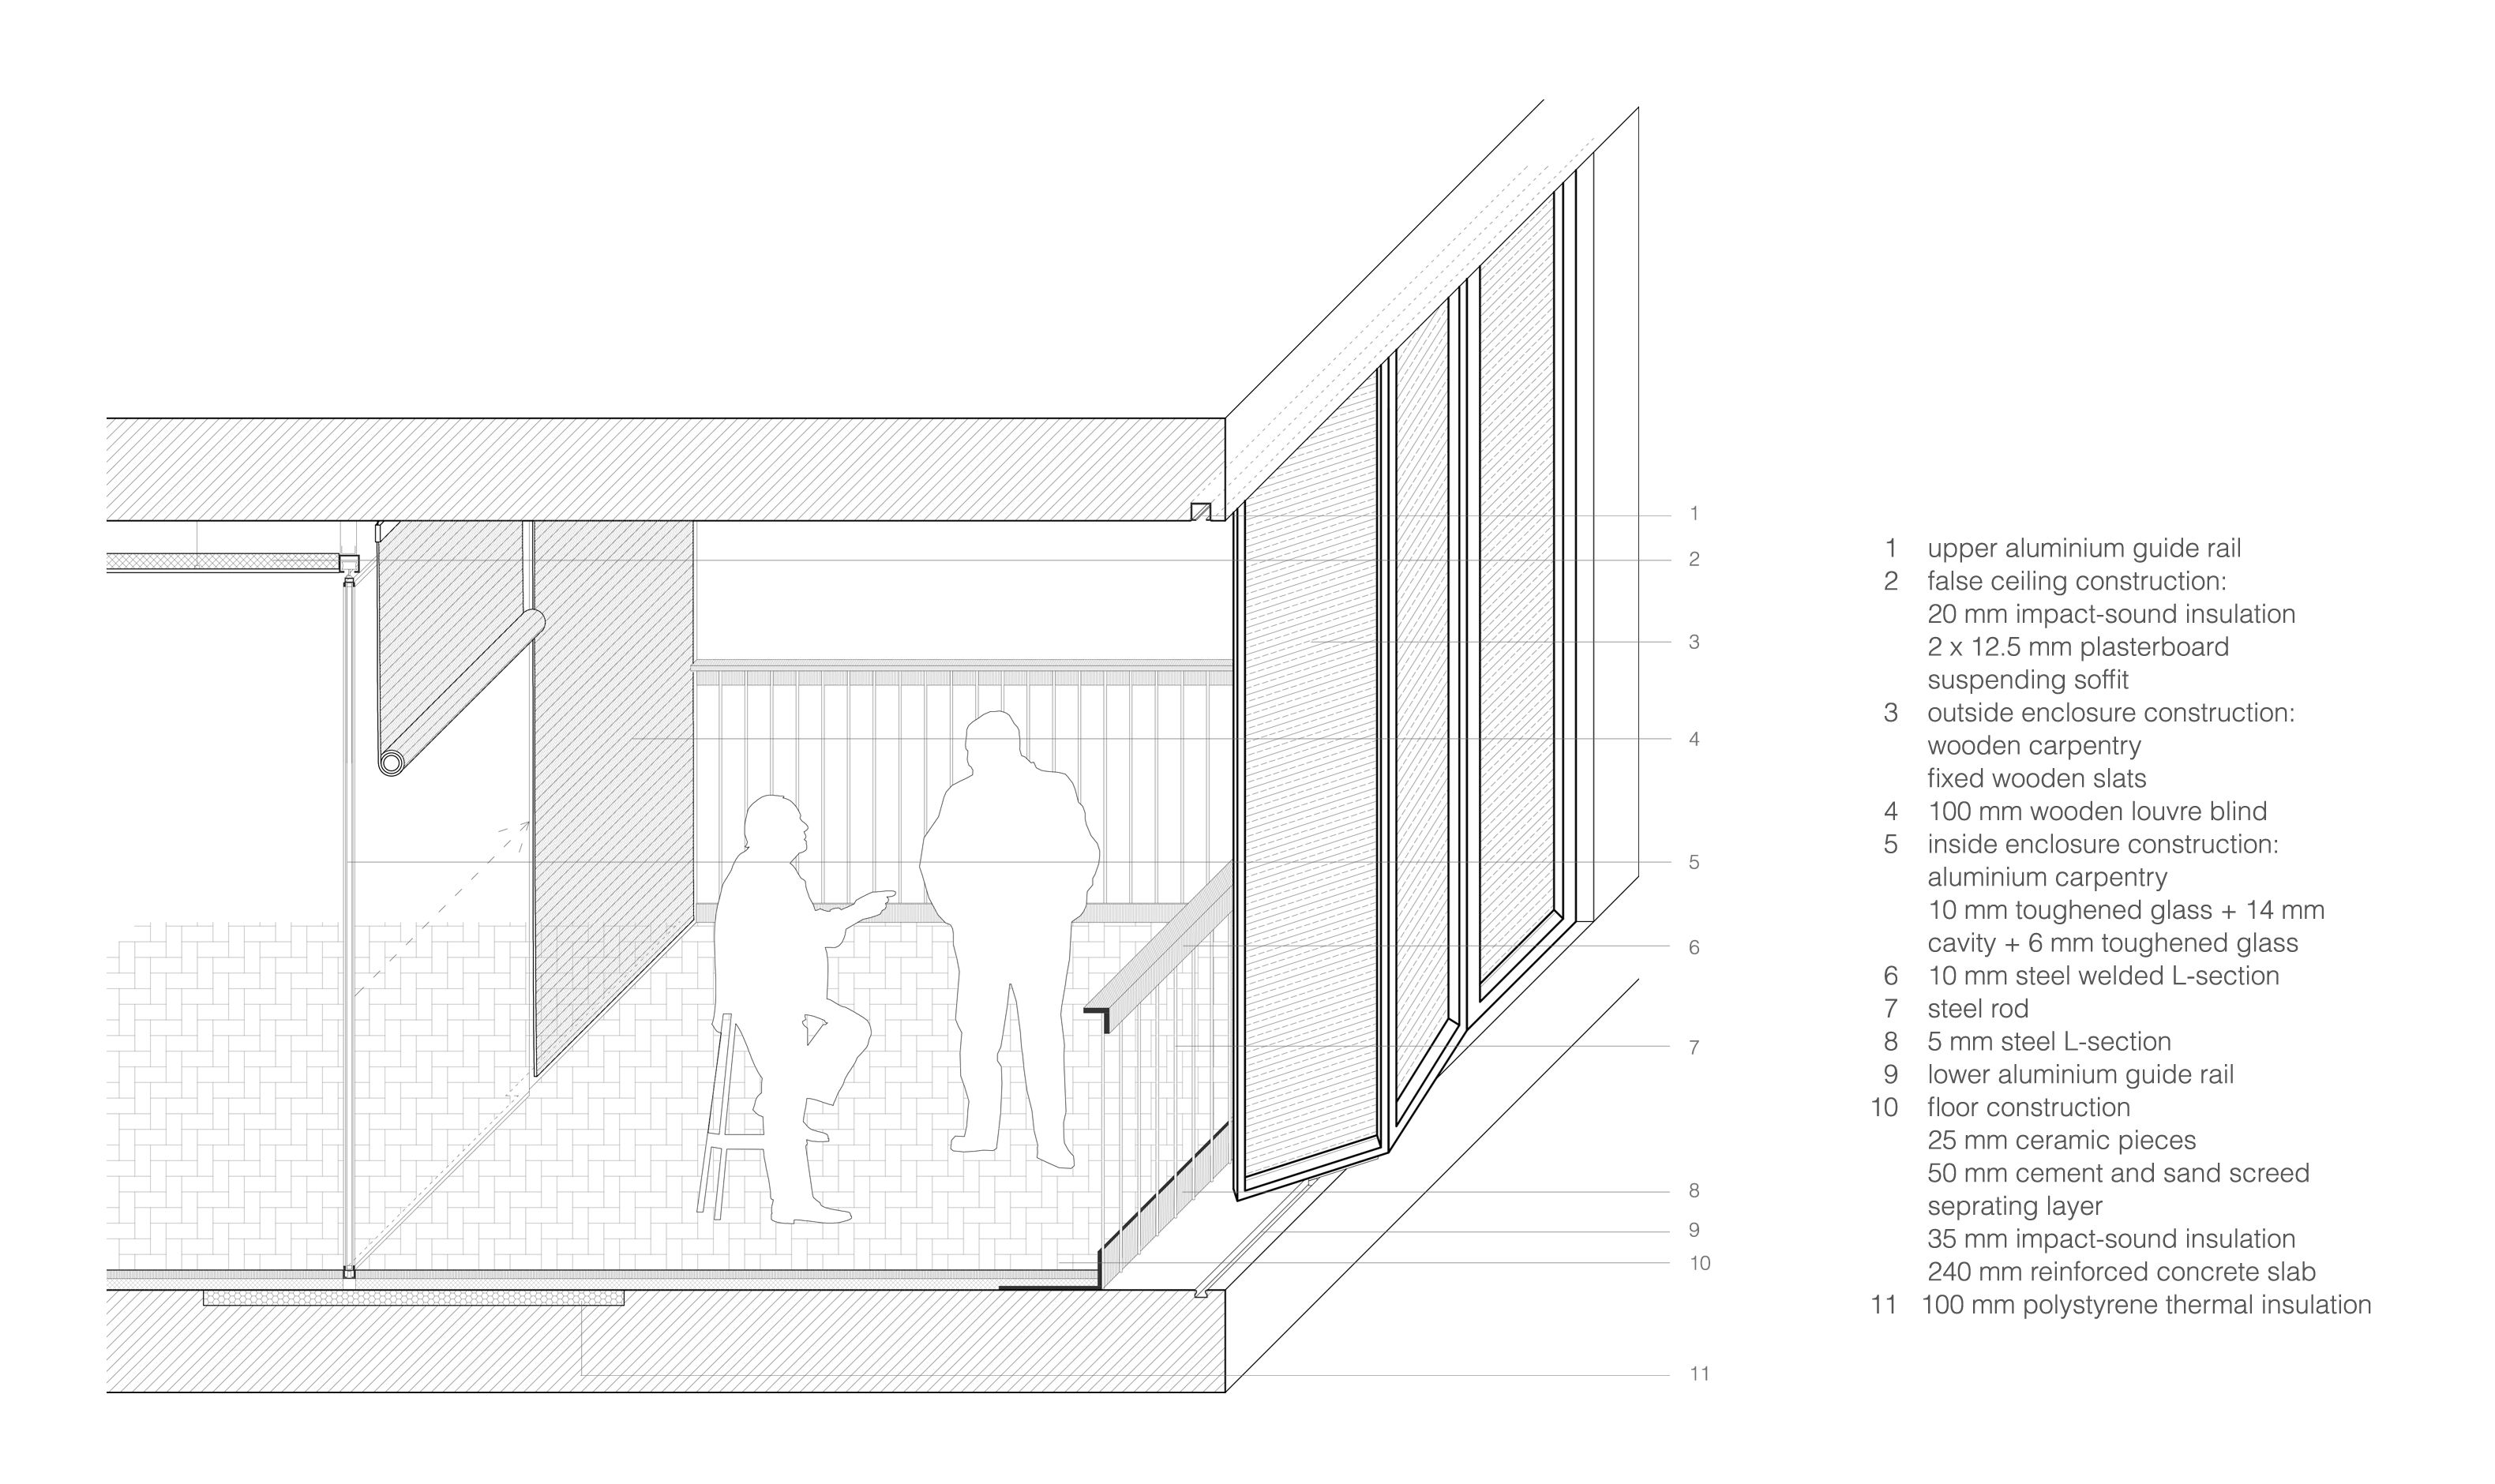 1
2
3
4
5
6
7
8
9
10
11
1 upper aluminium guide rail
2 false ceiling construction:
20 mm impact-sound insulation
2 x 12.5 mm plasterboard
suspending soffit
3 outside enclosure construction:
wooden carpentry
fixed wooden slats
4 100 mm wooden louvre blind
5 inside enclosure construction:
aluminium carpentry
10 mm toughened glass + 14 mm
cavity + 6 mm toughened glass
6 10 mm steel welded L-section
7 steel rod
8 5 mm steel L-section
9 lower aluminium guide rail
10 floor construction
25 mm ceramic pieces
50 mm cement and sand screed
seprating layer
35 mm impact-sound insulation
240 mm reinforced concrete slab
11 100 mm polystyrene thermal insulation